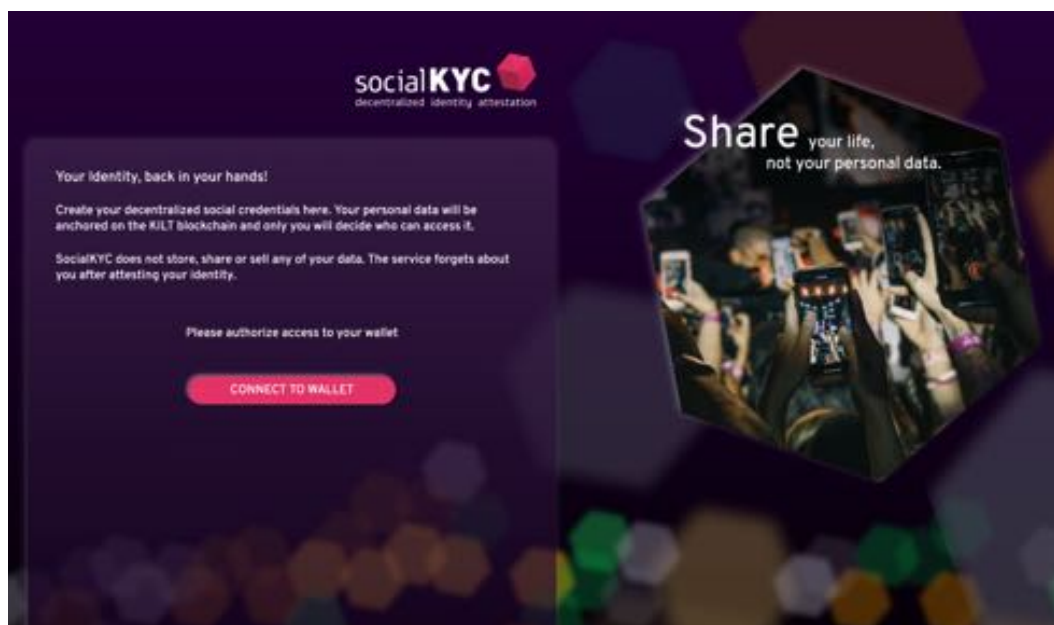 socialKYC
decentralized identity attestation
Share your life,
not your personal data.
Your Identity, back in your hands!
Create your decentralized social credentials here. Your personal data will be
anchored on the KILT blockchain and only you will decide who can access it.
SocialKYC does not store, share or sell any of your data. The service forgets about
you after attesting your identity.
Please authorize access to your wallet
CONNECT TO WALLET